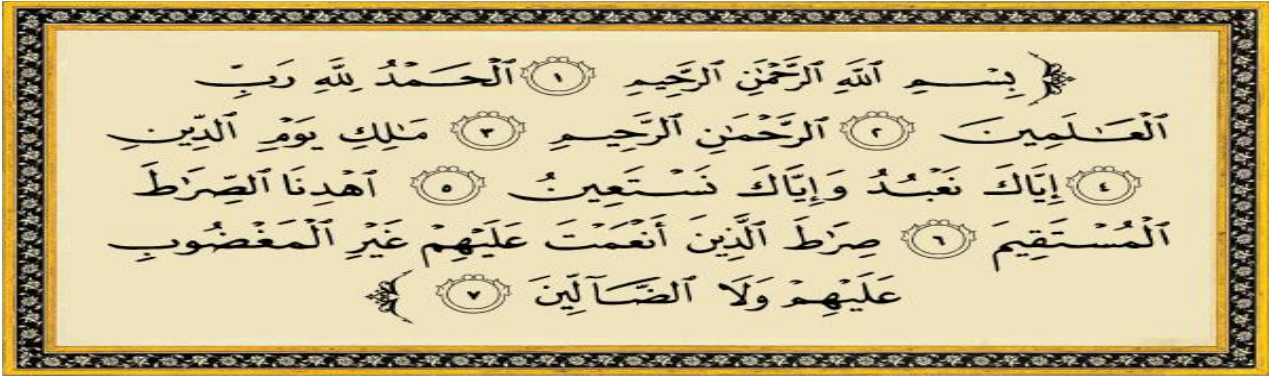 ﴿ بِسْمِ ٱللَّهِ ٱلرَّحْمَٰنِ ٱلرَّحِيمِ ١ ٱلْحَمْدُ لِلَّهِ رَبِّ
ٱلْعَٰلَمِينَ ٢ ٱلرَّحْمَٰنِ ٱلرَّحِيمِ ٣ مَٰلِكِ يَوْمِ ٱلدِّينِ
٤ إِيَّاكَ نَعْبُدُ وَإِيَّاكَ نَسْتَعِينُ ٥ ٱهْدِنَا ٱلصِّرَٰطَ
ٱلْمُسْتَقِيمَ ٦ صِرَٰطَ ٱلَّذِينَ أَنْعَمْتَ عَلَيْهِمْ غَيْرِ ٱلْمَغْضُوبِ
عَلَيْهِمْ وَلَا ٱلضَّآلِّينَ ٧ ﴾